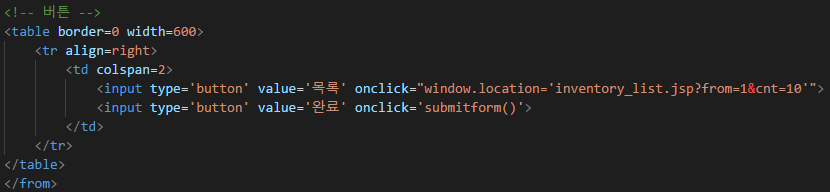 <!-- 버튼 -->
<table border=0 width=600>
<tr align=right>
<td colspan=2>
<input type='button' value='목록' onclick="window.location='inventory_list.jsp?from=1&cnt=10'">
<input type='button' value='완료' onclick='submitform()'>
</td>
</tr>
</table>
</from>